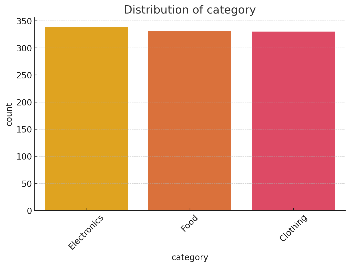 Distribution of category
350
300
250
200
150
100
50
0
count
Electronics
Food
Clothing
category